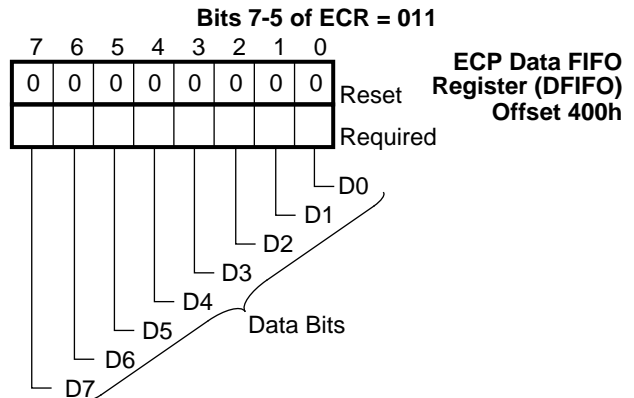 Bits 7-5 of ECR = 011
7 6 5 4 3 2 1 0
ECP Data FIFO
Register (DFIFO)
Offset 400h
0 0 0 0 0 0 0 0 Reset
Required
D0
D1
D2
D3
D4
Data Bits
D5
D6
D7